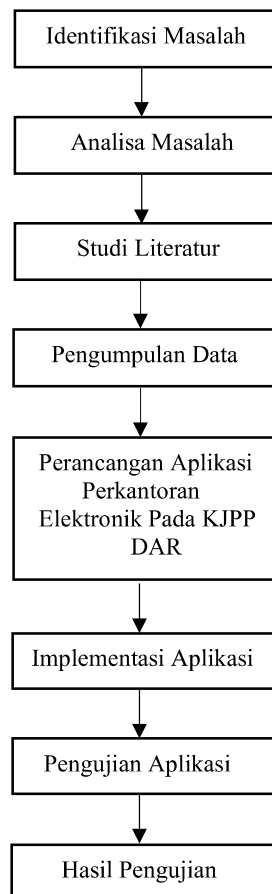 Identifikasi Masalah
Analisa Masalah
Studi Literatur
Pengumpulan Data
Perancangan Aplikasi
Perkantoran
Elektronik Pada KJPP
DAR
Implementasi Aplikasi
Pengujian Aplikasi
Hasil Pengujian